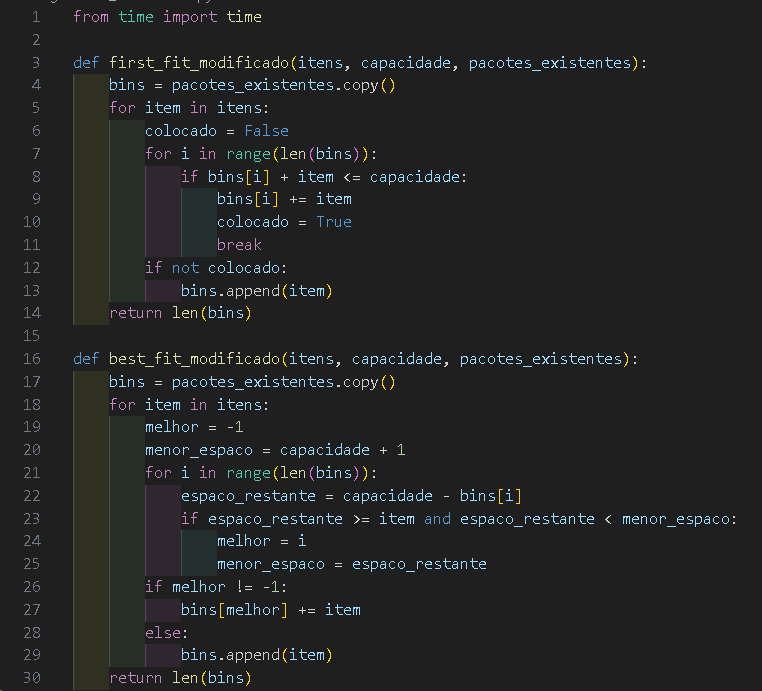 1 from time import time
2
3 def first_fit_modificado(itens, capacidade, pacotes_existentes):
4     bins = pacotes_existentes.copy()
5     for item in itens:
6         colocado = False
7         for i in range(len(bins)):
8             if bins[i] + item <= capacidade:
9                 bins[i] += item
10                 colocado = True
11                 break
12         if not colocado:
13             bins.append(item)
14     return len(bins)
15
16 def best_fit_modificado(itens, capacidade, pacotes_existentes):
17     bins = pacotes_existentes.copy()
18     for item in itens:
19         melhor = -1
20         menor_espaco = capacidade + 1
21         for i in range(len(bins)):
22             espaco_restante = capacidade - bins[i]
23             if espaco_restante >= item and espaco_restante < menor_espaco:
24                 melhor = i
25                 menor_espaco = espaco_restante
26         if melhor != -1:
27             bins[melhor] += item
28         else:
29             bins.append(item)
30     return len(bins)